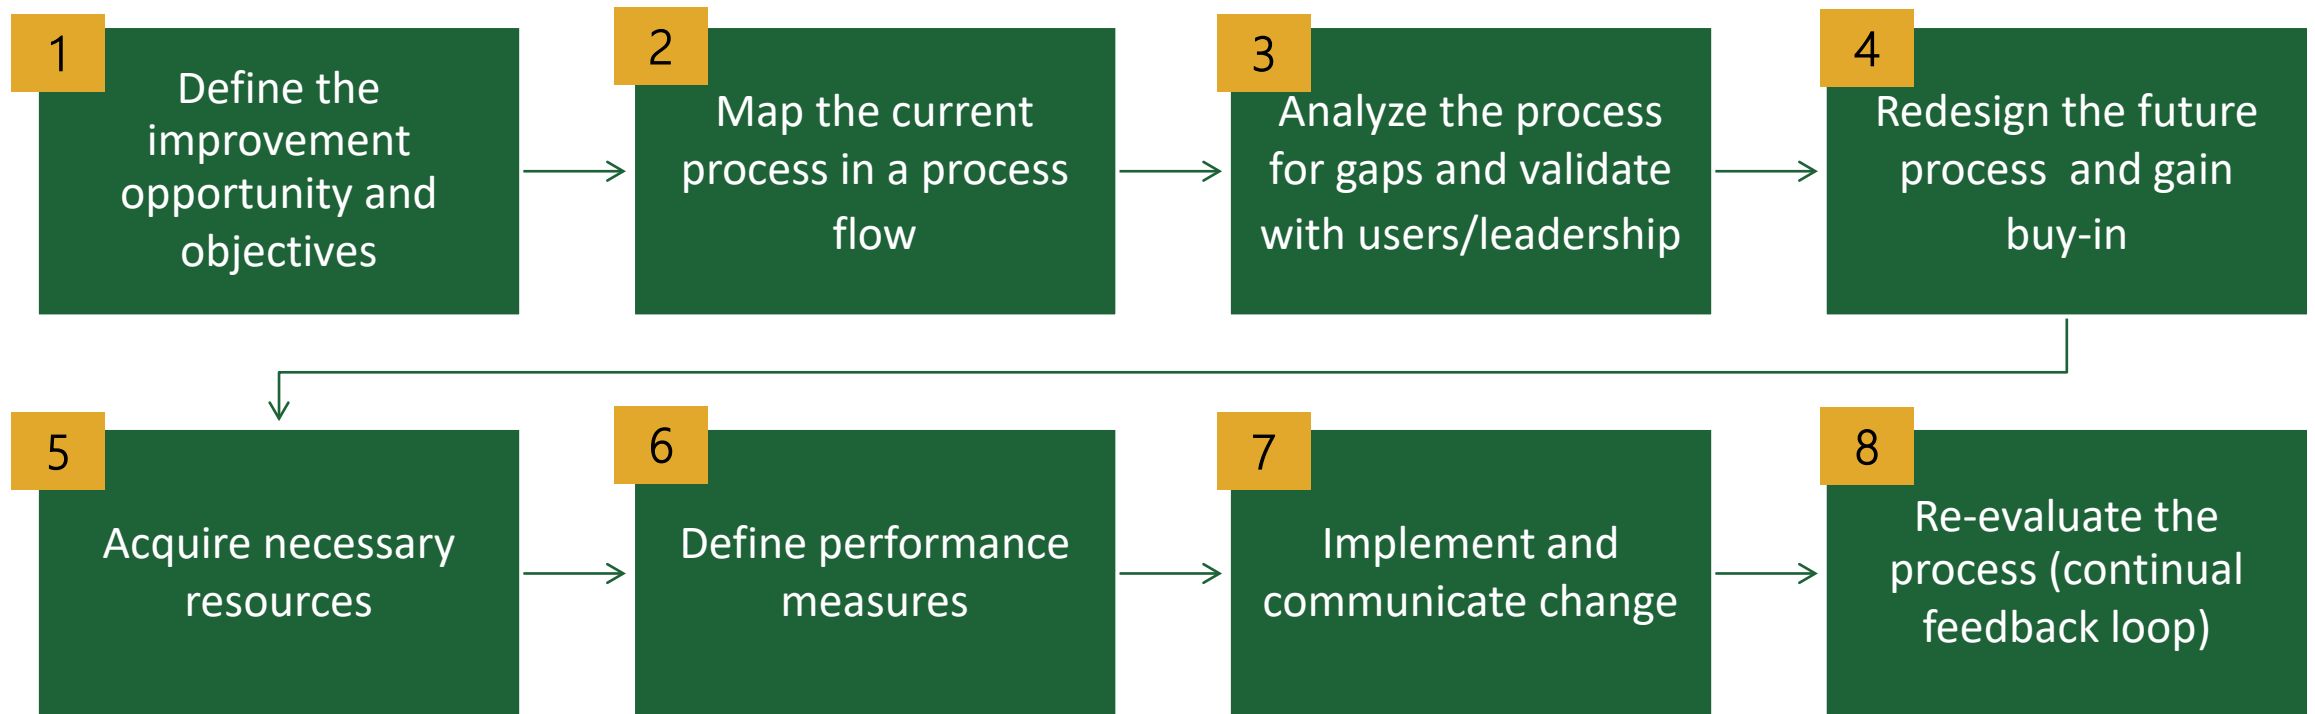 1
Define the
improvement
opportunity and
objectives
2
Map the current
process in a process
flow
3
Analyze the process
for gaps and validate
with users/leadership
4
Redesign the future
process  and gain
buy-in
5
Acquire necessary
resources
6
Define performance
measures
7
Implement and
communicate change
8
Re-evaluate the
process (continual
feedback loop)